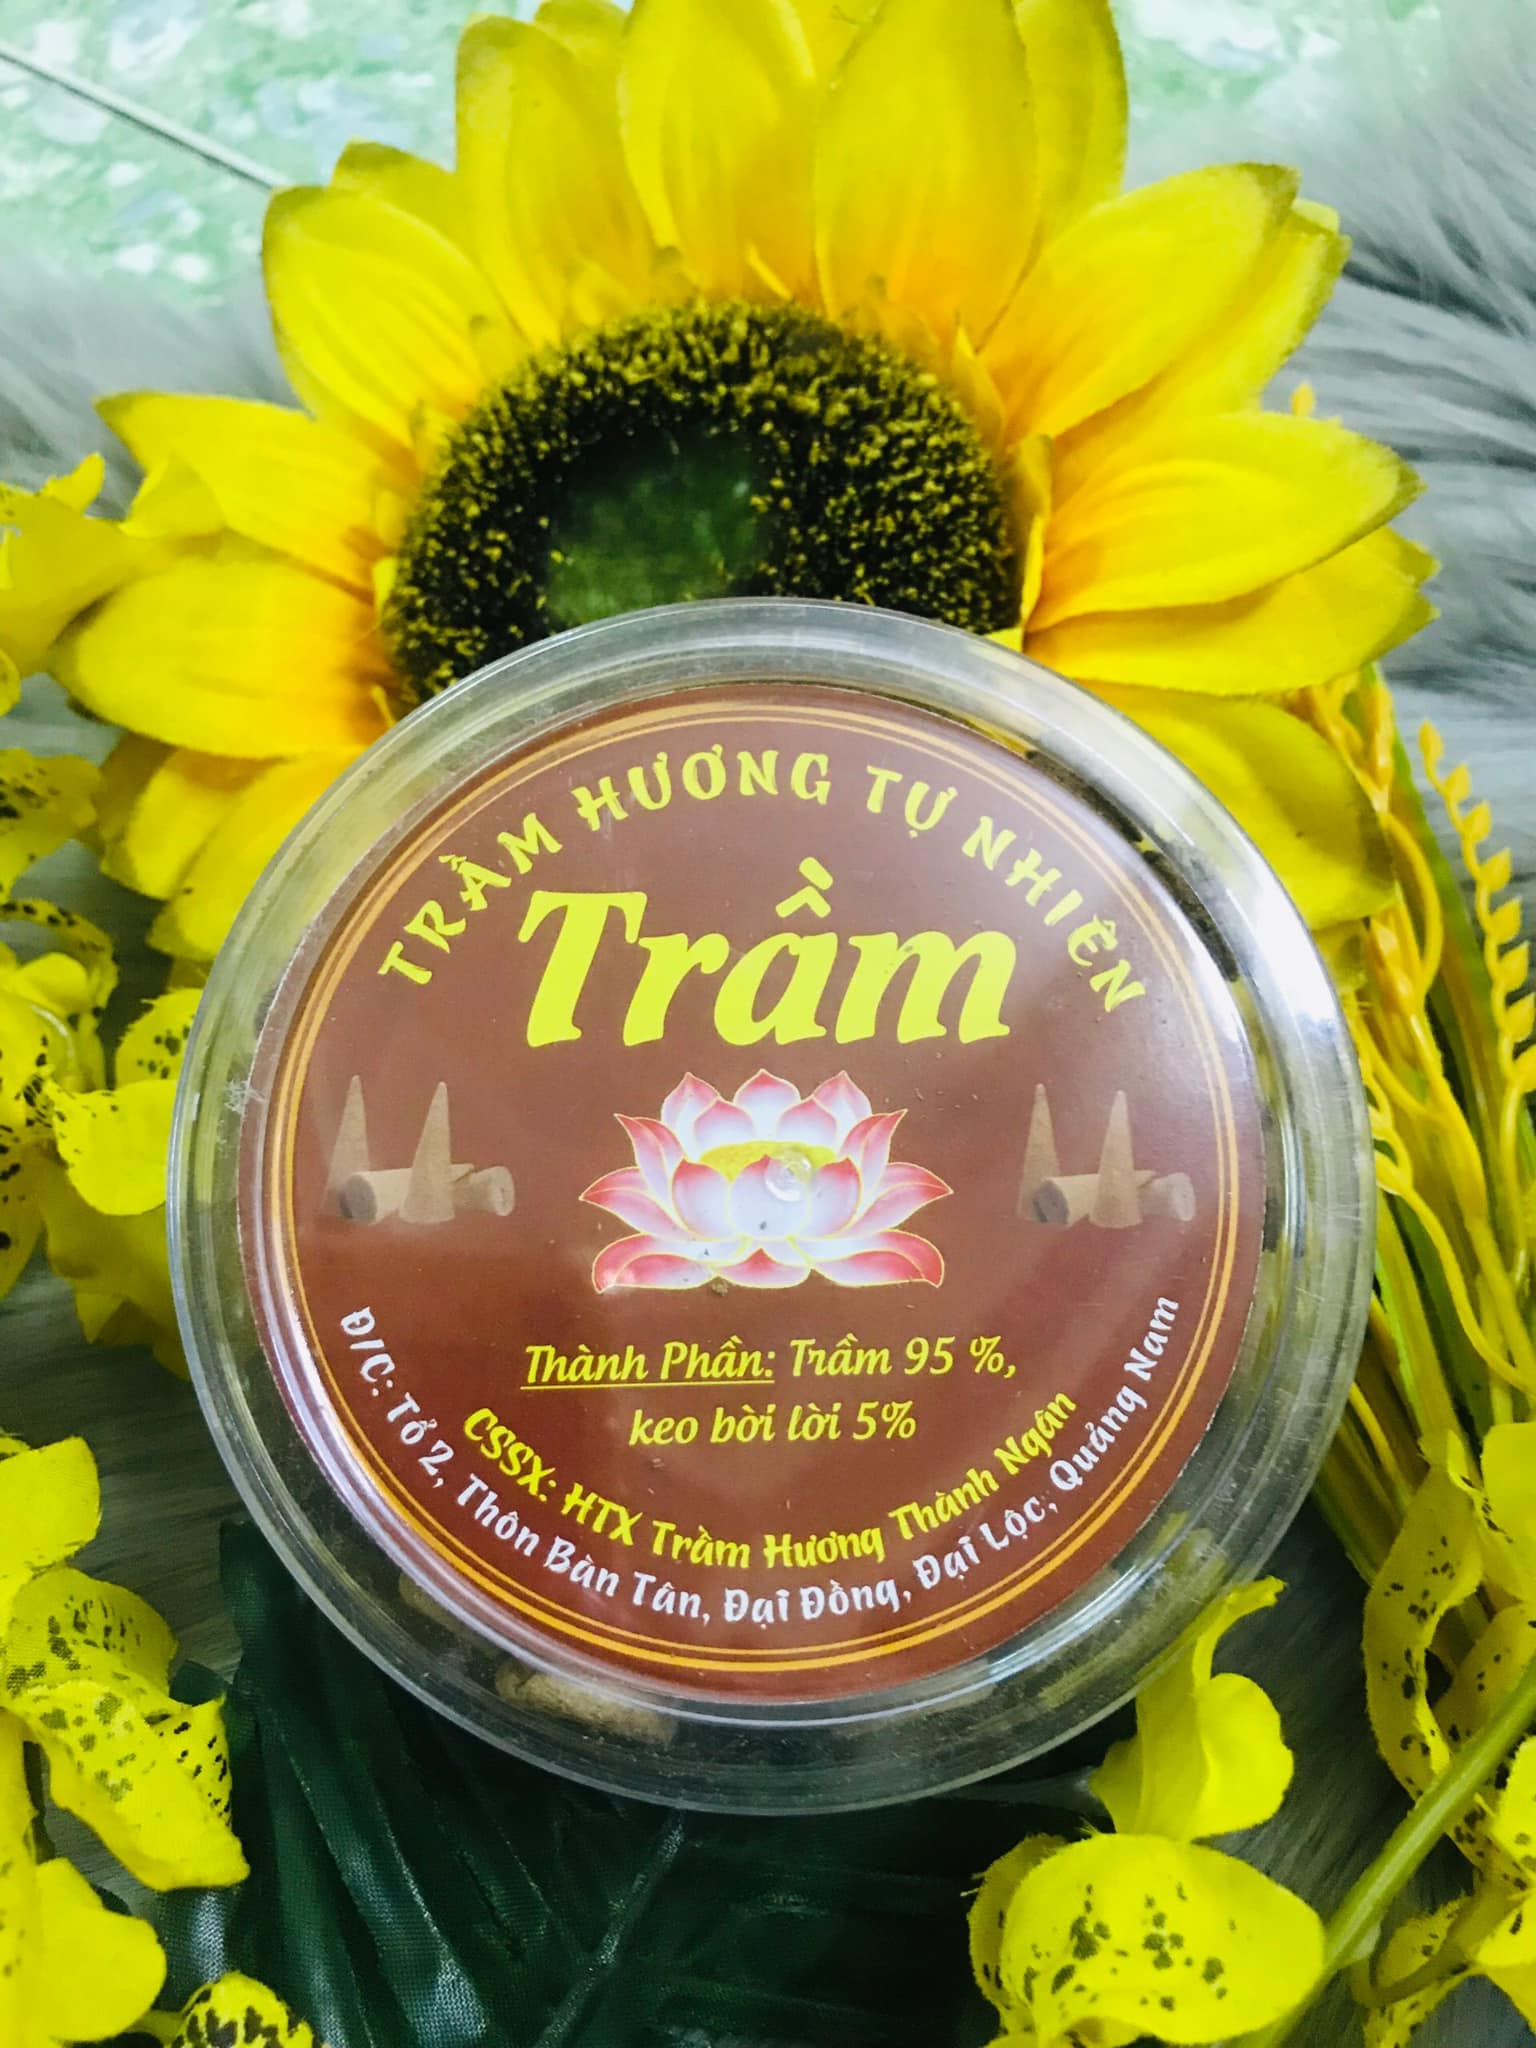 TRẦM HƯƠNG TỰ NHIÊN
Trầm
Thành Phần: Trầm 95 %,
keo bời lời 5%
CSSX: HTX Trầm Hương Thành Ngân
Đ/C: Tổ 2, Thôn Bàn Tân, Đại Đồng, Đại Lộc, Quảng Nam